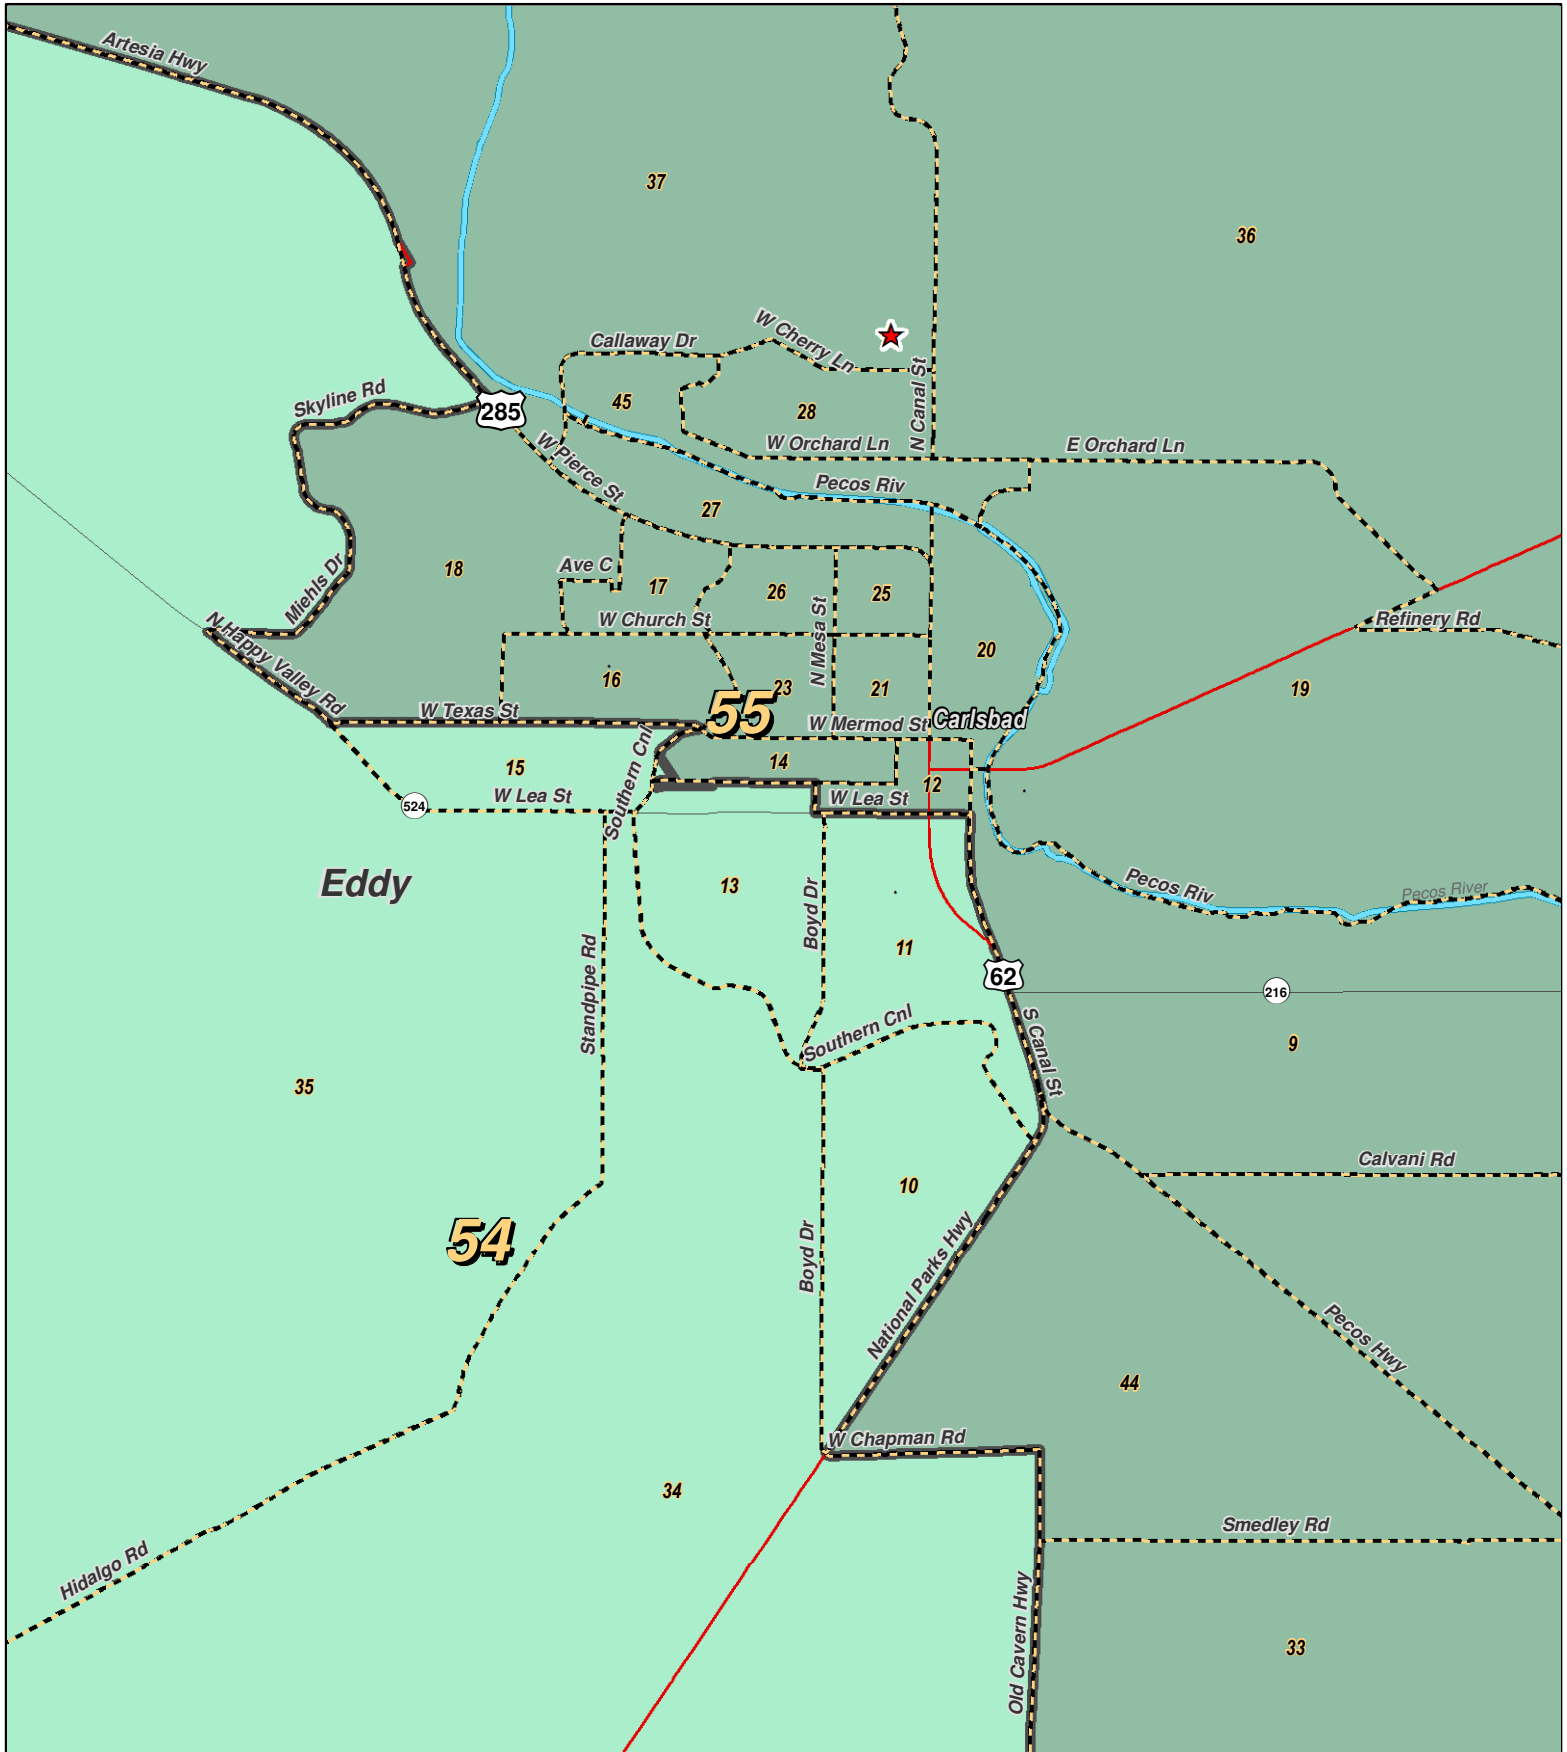 Artesia Hwy
37
36
W Cherry Ln
Callaway Dr
N Canal St
Skyline Rd
285
45
28
W Orchard Ln
E Orchard Ln
W Pierce St
Pecos Riv
27
Ave C
18
17
26
25
Miehls Dr
W Church St
N Mesa St
Refinery Rd
N Happy Valley Rd
20
16
23
21
19
W Texas St
55
W Mermod St
Carlsbad
Southern Cnl
15
14
12
524
W Lea St
W Lea St
Eddy
13
Boyd Dr
Pecos Riv
Pecos River
11
Standpipe Rd
62
216
Southern Cnl
S Canal St
9
35
Calvani Rd
10
54
Boyd Dr
National Parks Hwy
Pecos Hwy
44
W Chapman Rd
34
Smedley Rd
Hidalgo Rd
Old Cavern Hwy
33